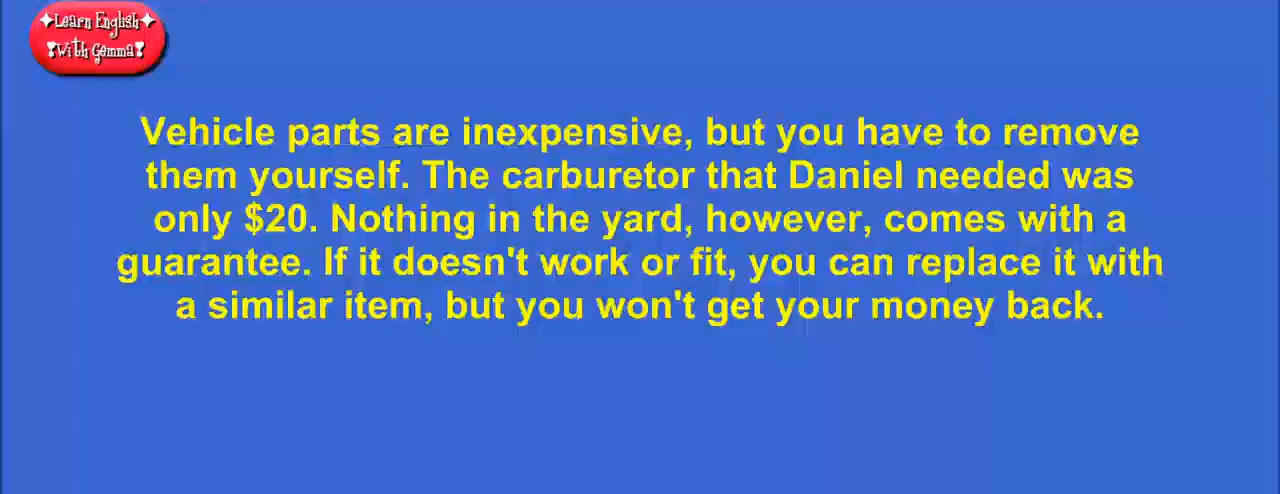 Learn English
With Gemma
Vehicle parts are inexpensive, but you have to remove
them yourself. The carburetor that Daniel needed was
only $20. Nothing in the yard, however, comes with a
guarantee. If it doesn't work or fit, you can replace it with
a similar item, but you won't get your money back.